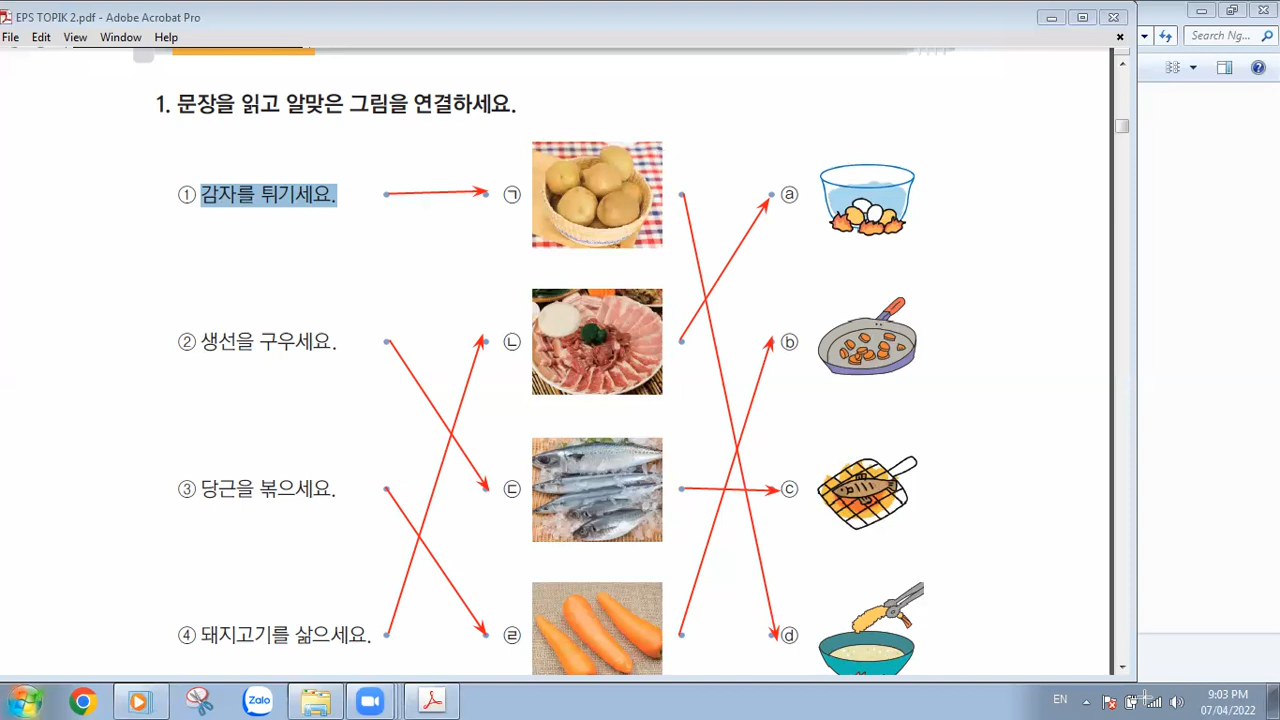 EPS TOPIK 2.pdf - Adobe Acrobat Pro
File Edit View Window Help
Search Ng...
1. 문장을 읽고 알맞은 그림을 연결하세요.
① 감자를 튀기세요. ㉠ ⓐ
② 생선을 구우세요. ㉡ ⓑ
③ 당근을 볶으세요. ㉢ ⓒ
④ 돼지고기를 삶으세요. ㉣ ⓓ
Zalo
EN
9:03 PM
07/04/2022